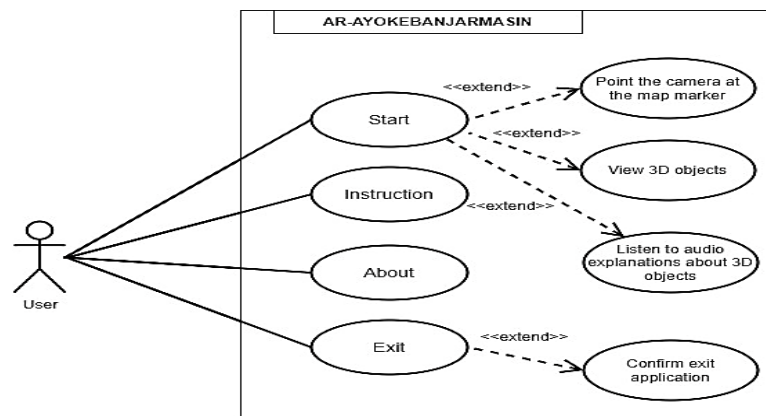 AR-AYOKEBANJARMASIN
<<extend>>
Point the camera at
the map marker
Start
<<extend>>
View 3D objects
Instruction
<<extend>>
Listen to audio
explanations about 3D
objects
About
User
Exit
<<extend>>
Confirm exit
application